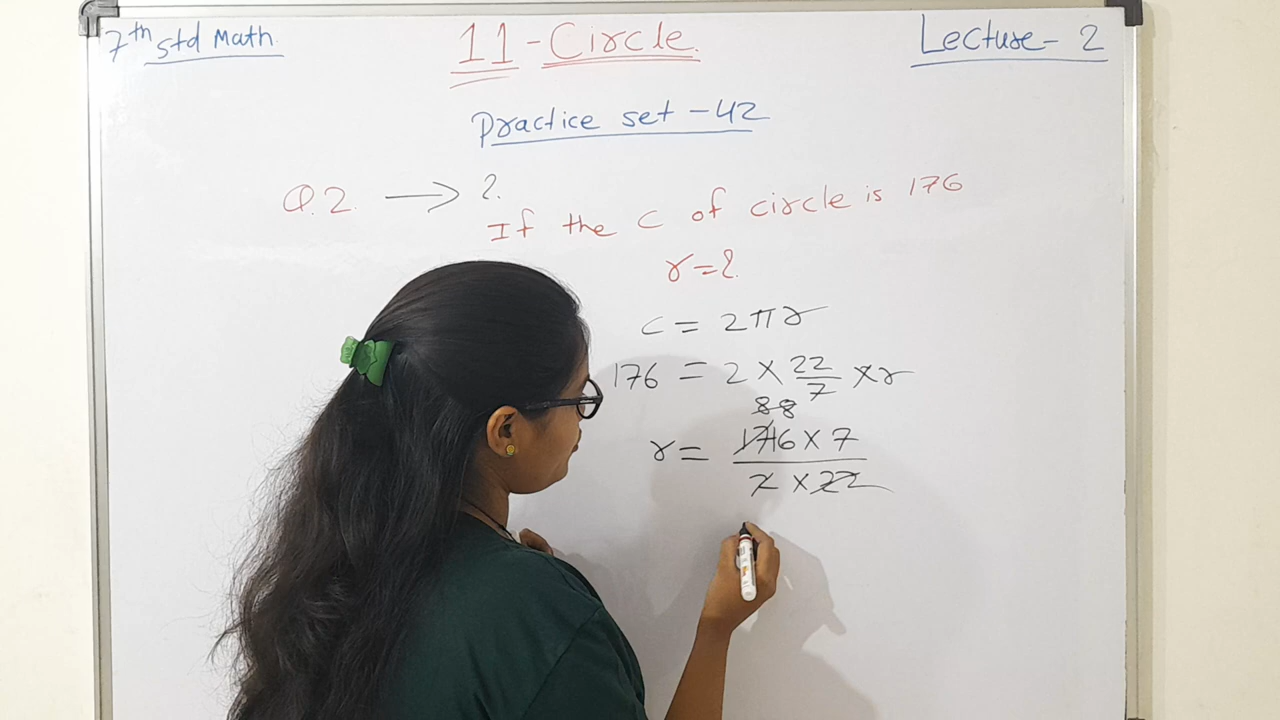 7th std Math.
11-Circle.
Lecture-2
Practice set-42
Q.2. → 2.
If the C of circle is 176
r=?
C = 2πr
176 = 2 × 22/7 × r
88
r = 176 × 7 / 2 × 22